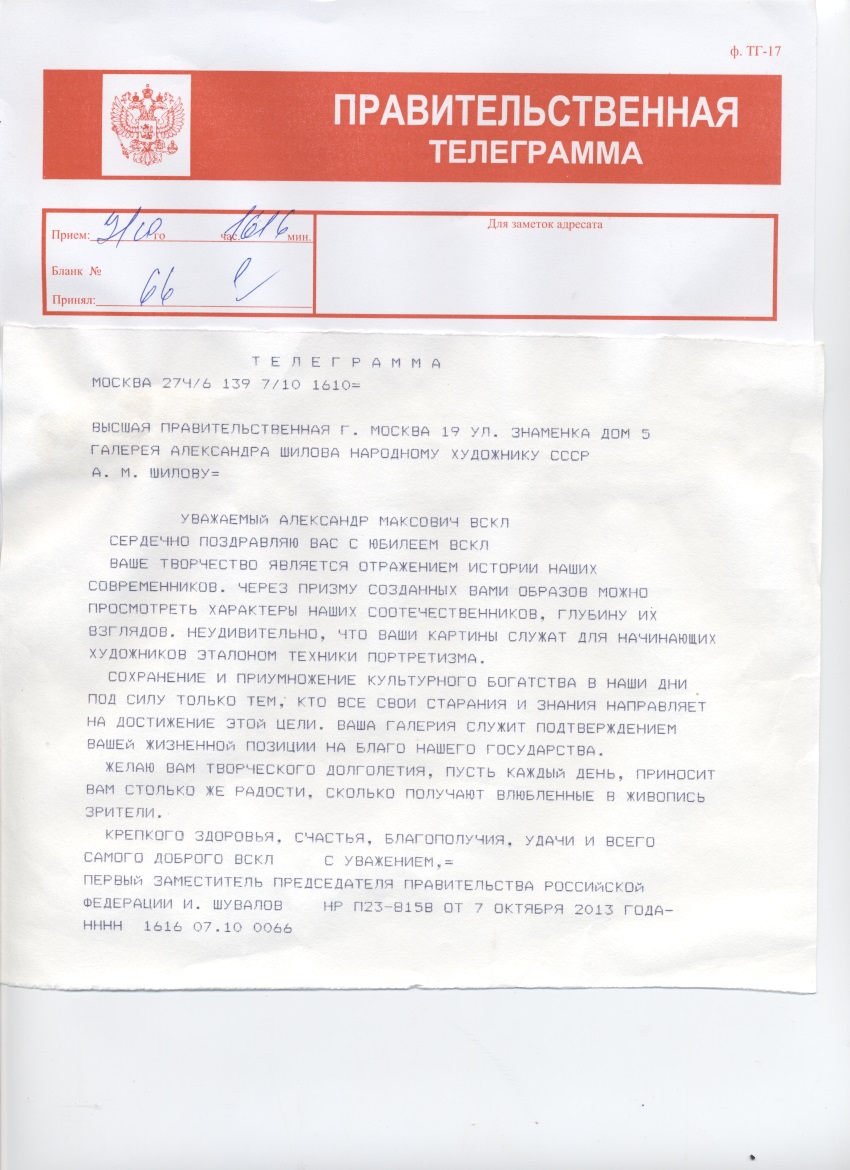 ф. ТГ-17
ПРАВИТЕЛЬСТВЕННАЯ
ТЕЛЕГРАММА
Прием: го час. 1616 мин.
Для заметок адресата
Бланк №
Принял: 66
ТЕЛЕГРАММА
МОСКВА 274/6 139 7/10 1610=
ВЫСШАЯ ПРАВИТЕЛЬСТВЕННАЯ Г. МОСКВА 19 УЛ. ЗНАМЕНКА ДОМ 5
ГАЛЕРЕЯ АЛЕКСАНДРА ШИЛОВА НАРОДНОМУ ХУДОЖНИКУ СССР
А. М. ШИЛОВУ=
УВАЖАЕМЫЙ АЛЕКСАНДР МАКСОВИЧ ВСКЛ
СЕРДЕЧНО ПОЗДРАВЛЯЮ ВАС С ЮБИЛЕЕМ ВСКЛ
ВАШЕ ТВОРЧЕСТВО ЯВЛЯЕТСЯ ОТРАЖЕНИЕМ ИСТОРИИ НАШИХ
СОВРЕМЕННИКОВ. ЧЕРЕЗ ПРИЗМУ СОЗДАННЫХ ВАМИ ОБРАЗОВ МОЖНО
ПРОСМОТРЕТЬ ХАРАКТЕРЫ НАШИХ СООТЕЧЕСТВЕННИКОВ, ГЛУБИНУ ИХ
ВЗГЛЯДОВ. НЕУДИВИТЕЛЬНО, ЧТО ВАШИ КАРТИНЫ СЛУЖАТ ДЛЯ НАЧИНАЮЩИХ
ХУДОЖНИКОВ ЭТАЛОНОМ ТЕХНИКИ ПОРТРЕТИЗМА.
СОХРАНЕНИЕ И ПРИУМНОЖЕНИЕ КУЛЬТУРНОГО БОГАТСТВА В НАШИ ДНИ
ПОД СИЛУ ТОЛЬКО ТЕМ, КТО ВСЕ СВОИ СТАРАНИЯ И ЗНАНИЯ НАПРАВЛЯЕТ
НА ДОСТИЖЕНИЕ ЭТОЙ ЦЕЛИ. ВАША ГАЛЕРИЯ СЛУЖИТ ПОДТВЕРЖДЕНИЕМ
ВАШЕЙ ЖИЗНЕННОЙ ПОЗИЦИИ НА БЛАГО НАШЕГО ГОСУДАРСТВА.
ЖЕЛАЮ ВАМ ТВОРЧЕСКОГО ДОЛГОЛЕТИЯ, ПУСТЬ КАЖДЫЙ ДЕНЬ, ПРИНОСИТ
ВАМ СТОЛЬКО ЖЕ РАДОСТИ, СКОЛЬКО ПОЛУЧАЮТ ВЛЮБЛЕННЫЕ В ЖИВОПИСЬ
ЗРИТЕЛИ.
КРЕПКОГО ЗДОРОВЬЯ, СЧАСТЬЯ, БЛАГОПОЛУЧИЯ, УДАЧИ И ВСЕГО
САМОГО ДОБРОГО ВСКЛ С УВАЖЕНИЕМ,=
ПЕРВЫЙ ЗАМЕСТИТЕЛЬ ПРЕДСЕДАТЕЛЯ ПРАВИТЕЛЬСТВА РОССИЙСКОЙ
ФЕДЕРАЦИИ И. ШУВАЛОВ НР П23-8158 ОТ 7 ОКТЯБРЯ 2013 ГОДА-
НННН 1616 07.10 0066